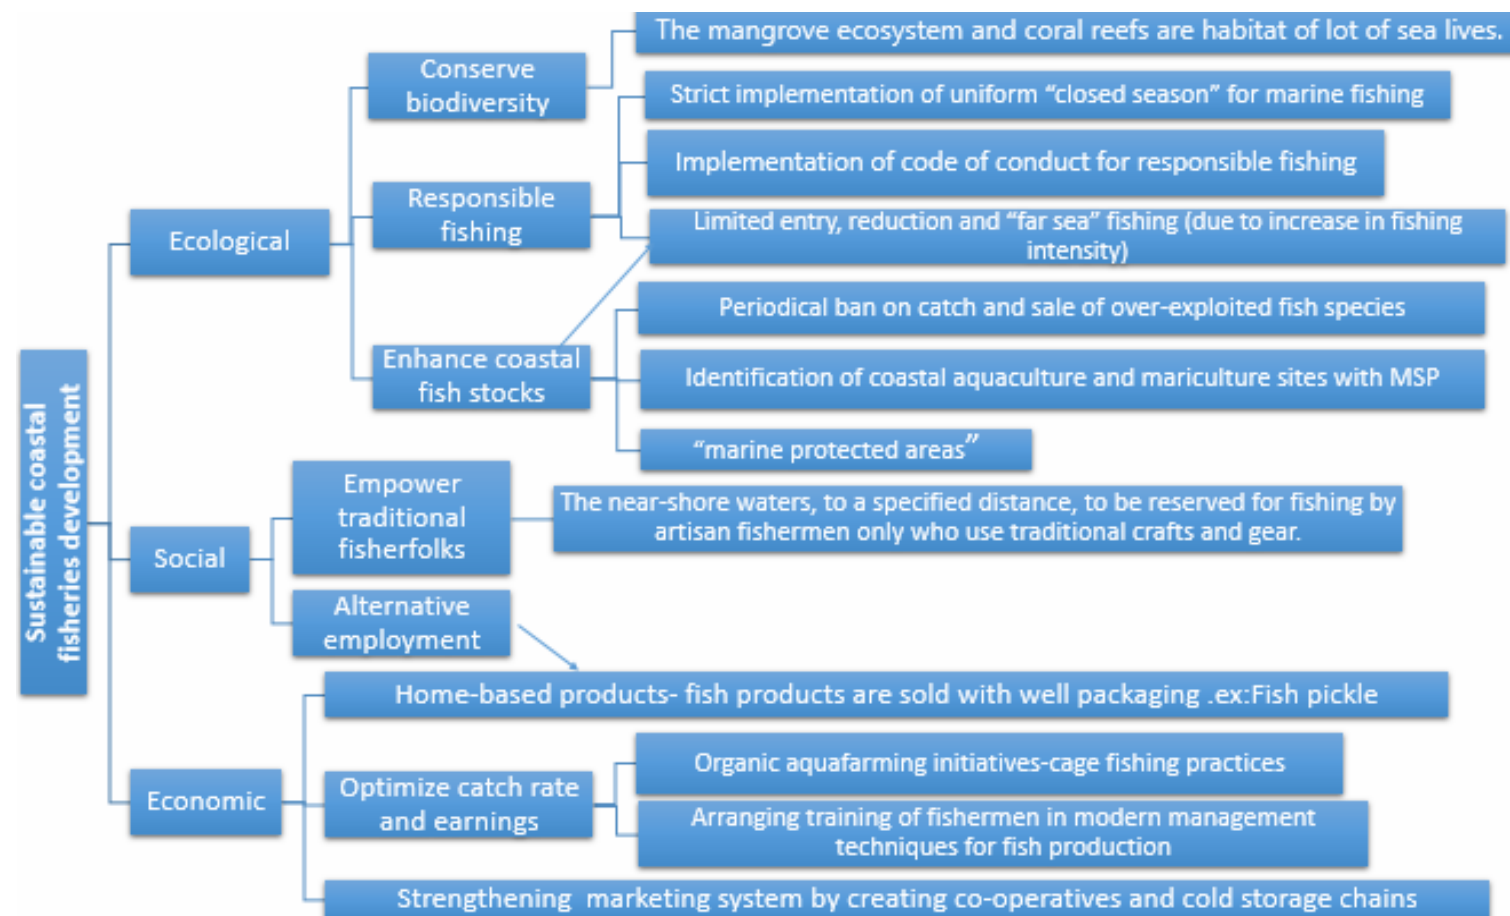 Sustainable coastal
fisheries development
Ecological
Conserve
biodiversity
The mangrove ecosystem and coral reefs are habitat of lot of sea lives.
Responsible
fishing
Strict implementation of uniform “closed season” for marine fishing
Implementation of code of conduct for responsible fishing
Limited entry, reduction and “far sea” fishing (due to increase in fishing
intensity)
Enhance coastal
fish stocks
Periodical ban on catch and sale of over-exploited fish species
Identification of coastal aquaculture and mariculture sites with MSP
“marine protected areas”
Social
Empower
traditional
fisherfolks
The near-shore waters, to a specified distance, to be reserved for fishing by
artisan fishermen only who use traditional crafts and gear.
Alternative
employment
Economic
Home-based products- fish products are sold with well packaging .ex:Fish pickle
Optimize catch rate
and earnings
Organic aquafarming initiatives-cage fishing practices
Arranging training of fishermen in modern management
techniques for fish production
Strengthening marketing system by creating co-operatives and cold storage chains